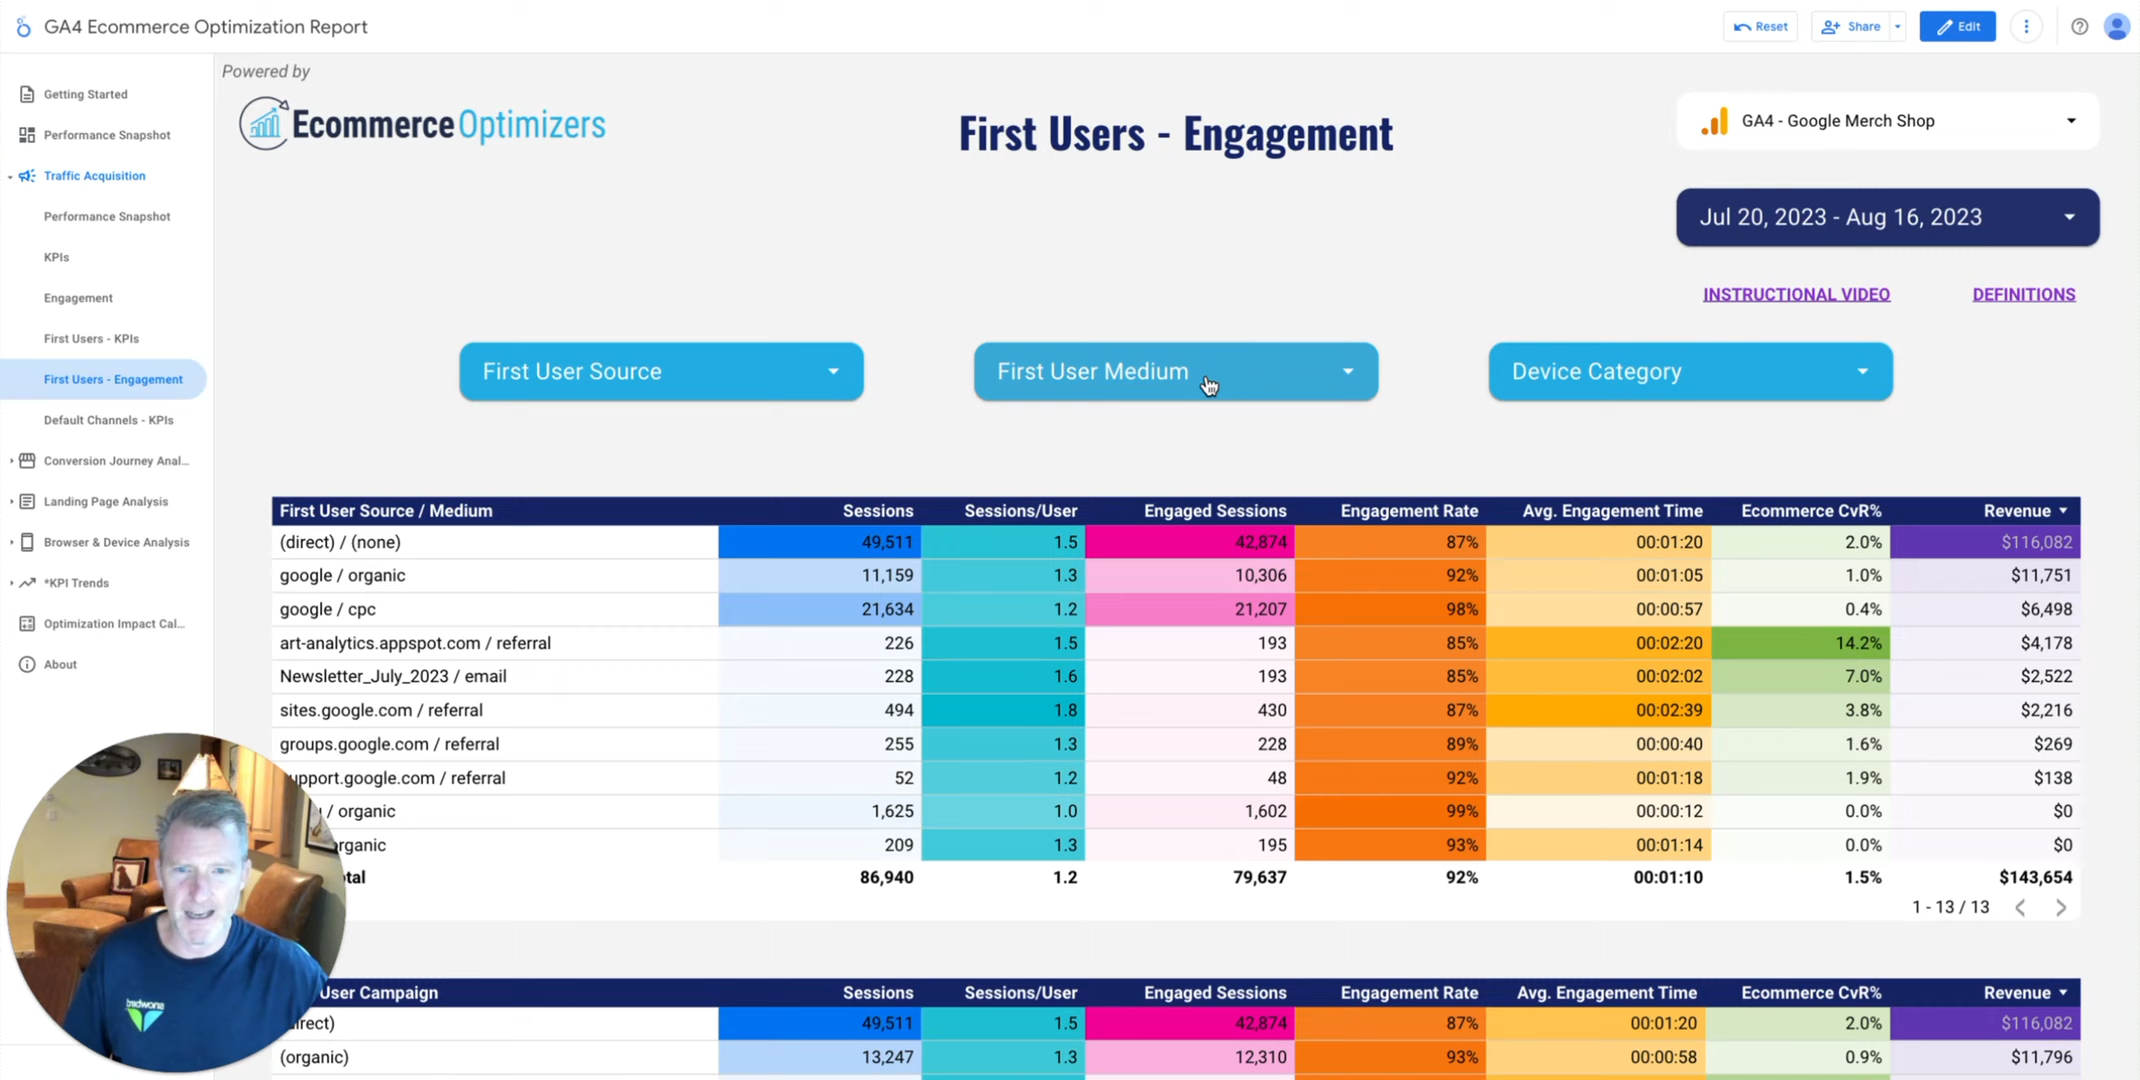 GA4 Ecommerce Optimization Report
Reset
Share
Edit
Getting Started
Performance Snapshot
Traffic Acquisition
Performance Snapshot
KPIs
Engagement
First Users - KPIs
First Users - Engagement
Default Channels - KPIs
Conversion Journey Anal...
Landing Page Analysis
Browser & Device Analysis
*KPI Trends
Optimization Impact Cal...
About
Powered by
Ecommerce Optimizers
First Users - Engagement
GA4 - Google Merch Shop
Jul 20, 2023 - Aug 16, 2023
INSTRUCTIONAL VIDEO DEFINITIONS
First User Source First User Medium Device Category
First User Source / Medium Sessions Sessions/User Engaged Sessions Engagement Rate Avg. Engagement Time Ecommerce CvR% Revenue
(direct) / (none) 49,511 1.5 42,874 87% 00:01:20 2.0% $116,082
google / organic 11,159 1.3 10,306 92% 00:01:05 1.0% $11,751
google / cpc 21,634 1.2 21,207 98% 00:00:57 0.4% $6,498
art-analytics.appspot.com / referral 226 1.5 193 85% 00:02:20 14.2% $4,178
Newsletter_July_2023 / email 228 1.6 193 85% 00:02:02 7.0% $2,522
sites.google.com / referral 494 1.8 430 87% 00:02:39 3.8% $2,216
groups.google.com / referral 255 1.3 228 89% 00:00:40 1.6% $269
upport.google.com / referral 52 1.2 48 92% 00:01:18 1.9% $138
/ organic 1,625 1.0 1,602 99% 00:00:12 0.0% $0
organic 209 1.3 195 93% 00:01:14 0.0% $0
tal 86,940 1.2 79,637 92% 00:01:10 1.5% $143,654
1 - 13 / 13
User Campaign Sessions Sessions/User Engaged Sessions Engagement Rate Avg. Engagement Time Ecommerce CvR% Revenue
irect) 49,511 1.5 42,874 87% 00:01:20 2.0% $116,082
(organic) 13,247 1.3 12,310 93% 00:00:58 0.9% $11,796